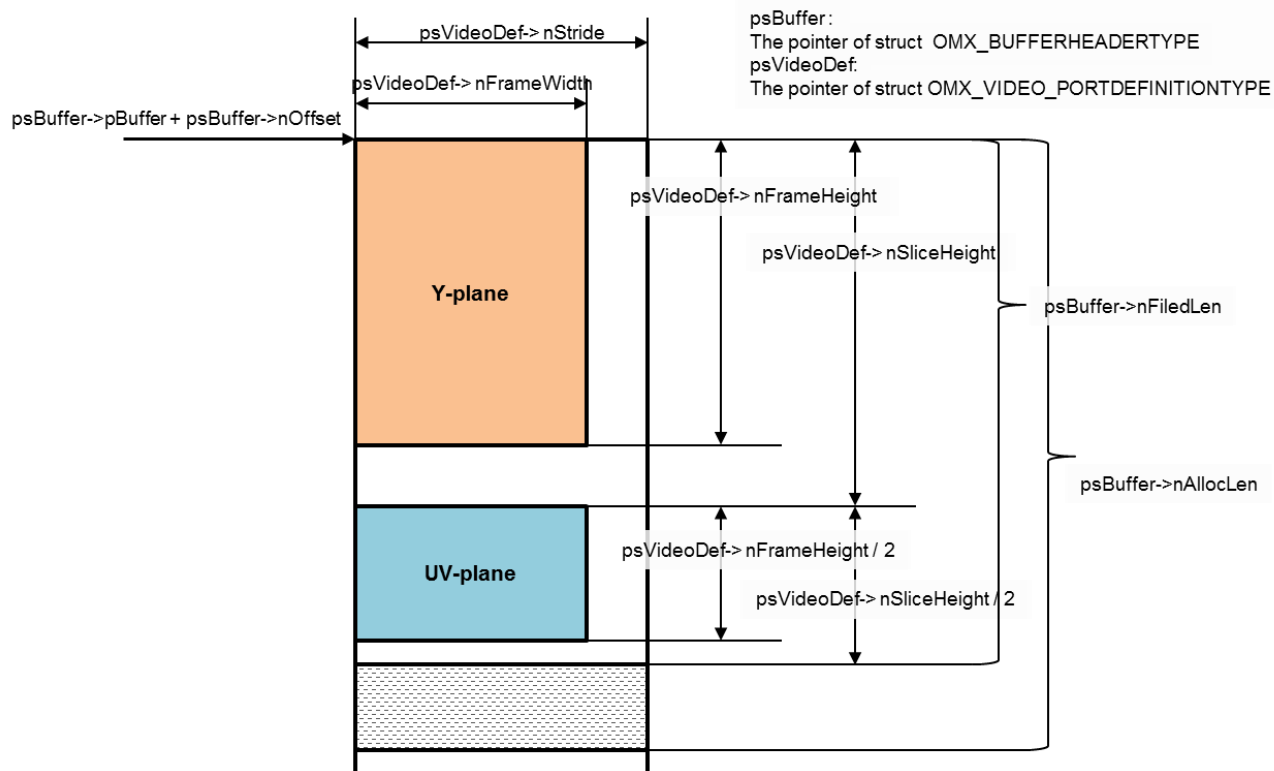 psBuffer :
The pointer of struct OMX_BUFFERHEADERTYPE
psVideoDef:
The pointer of struct OMX_VIDEO_PORTDEFINITIONTYPE
psVideoDef-> nStride
psVideoDef-> nFrameWidth
psBuffer->pBuffer + psBuffer->nOffset
psVideoDef-> nFrameHeight
psVideoDef-> nSliceHeight
Y-plane
psBuffer->nFiledLen
psBuffer->nAllocLen
psVideoDef-> nFrameHeight / 2
UV-plane
psVideoDef-> nSliceHeight / 2